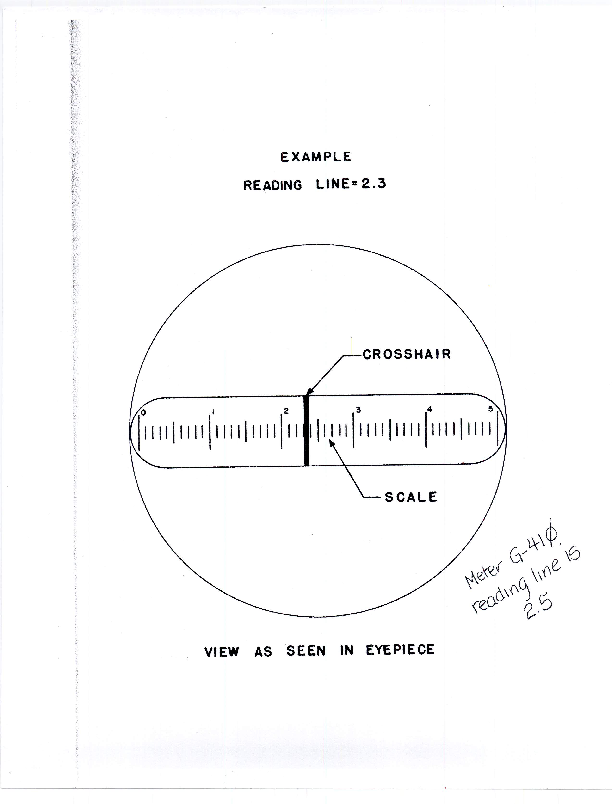 EXAMPLE
READING LINE=2.3
CROSSHAIR
0 1 2 3 4 5
SCALE
Meter G-41Ø
reading line is
2.5
VIEW AS SEEN IN EYEPIECE